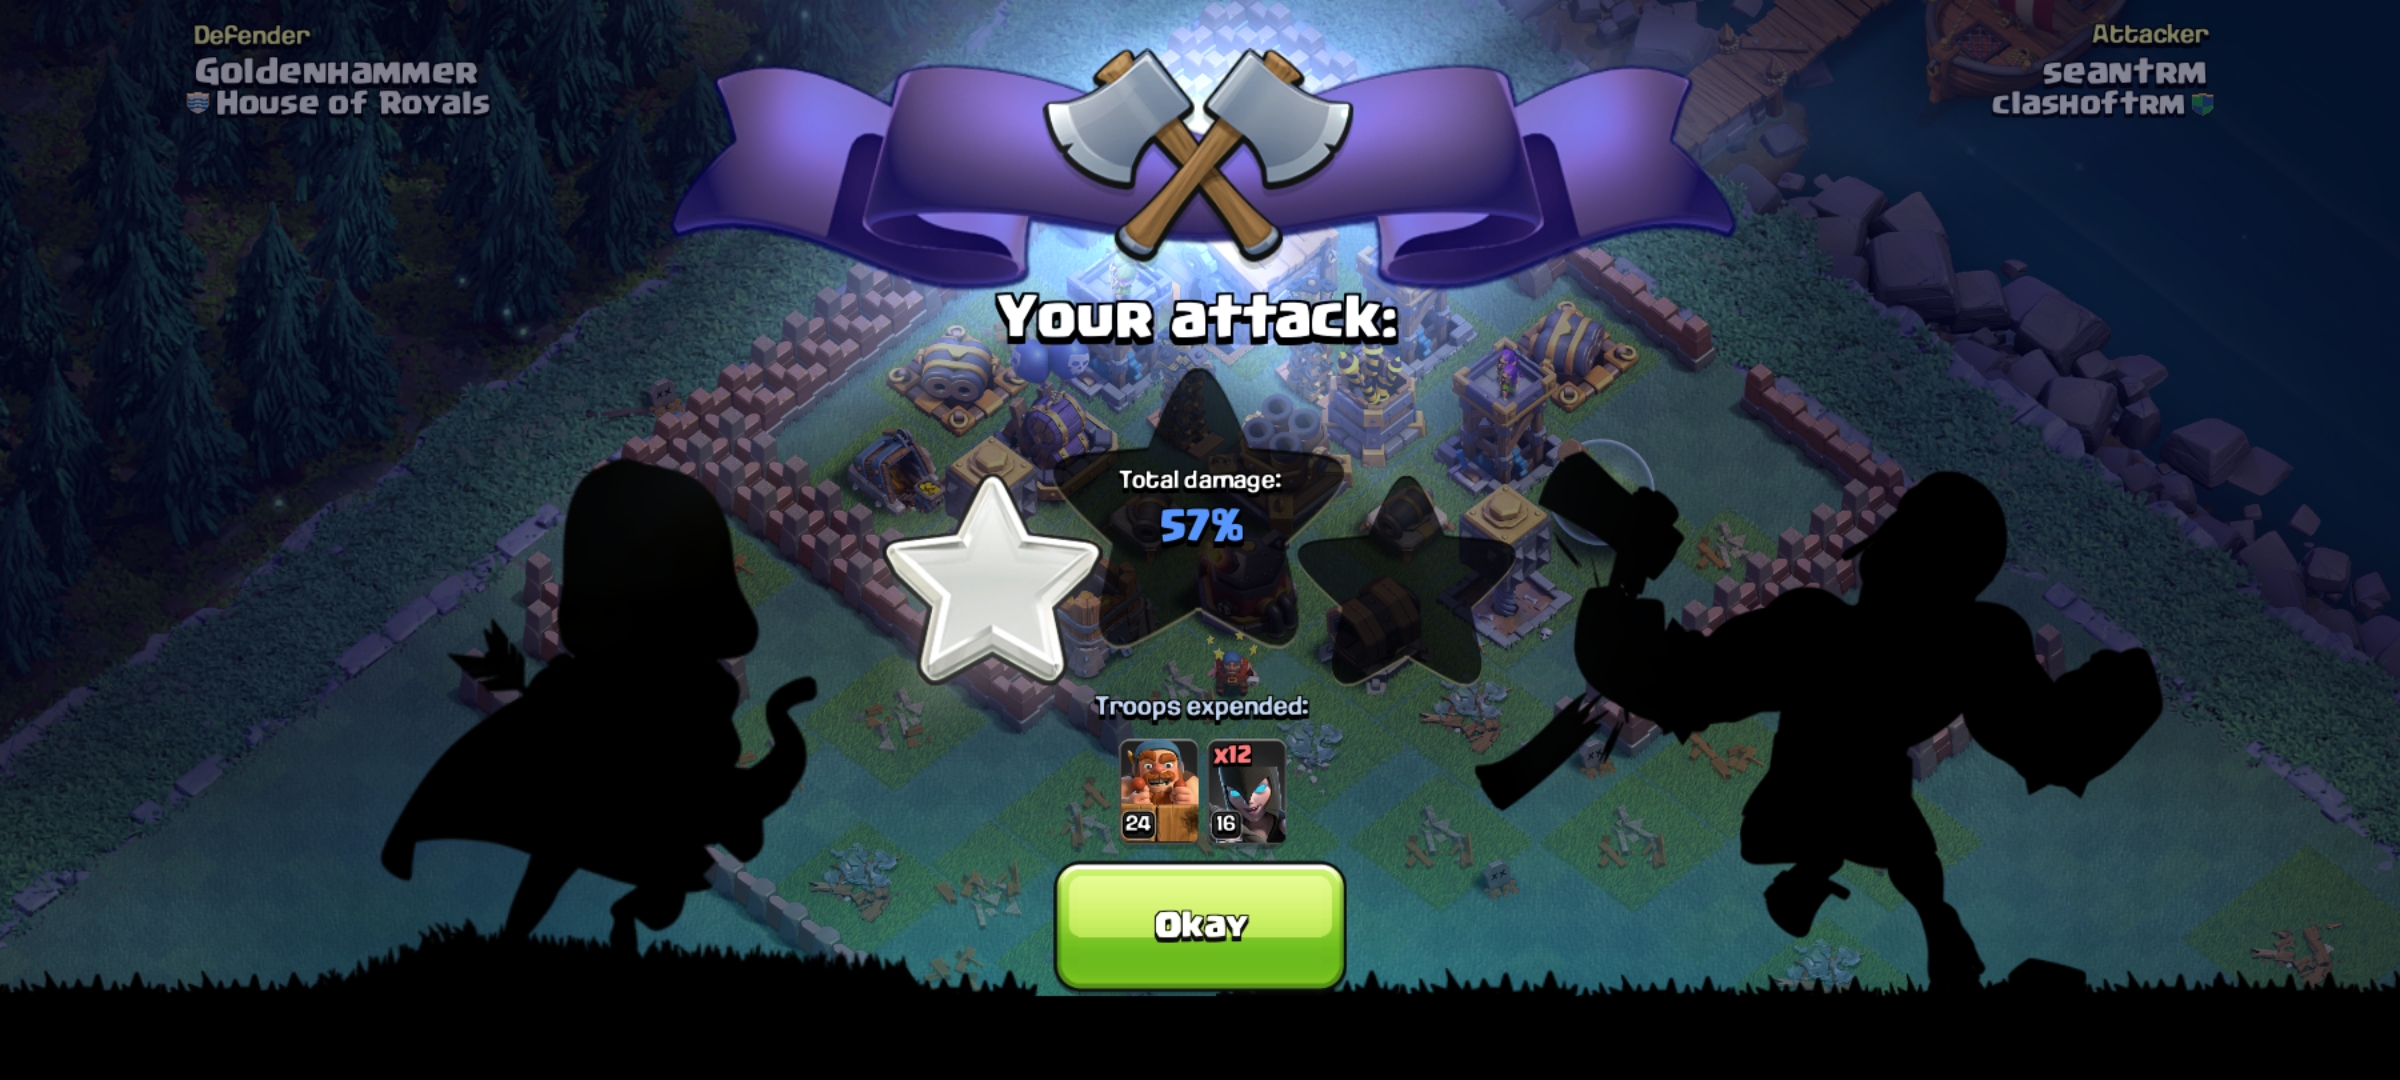 Defender
Goldenhammer
House of Royals
Attacker
seantrm
clashoftrm
Your attack:
Total damage:
57%
Troops expended:
x12
24
16
Okay